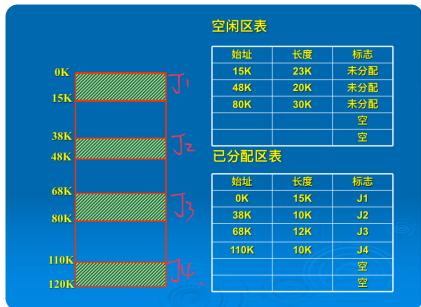 空闲区表
始址 长度 标志
15K 23K 未分配
48K 20K 未分配
80K 30K 未分配
空
空
0K
15K
38K
48K
68K
80K
110K
120K
J1
J2
J3
J4
已分配区表
始址 长度 标志
0K 15K J1
38K 10K J2
68K 12K J3
110K 10K J4
空
空